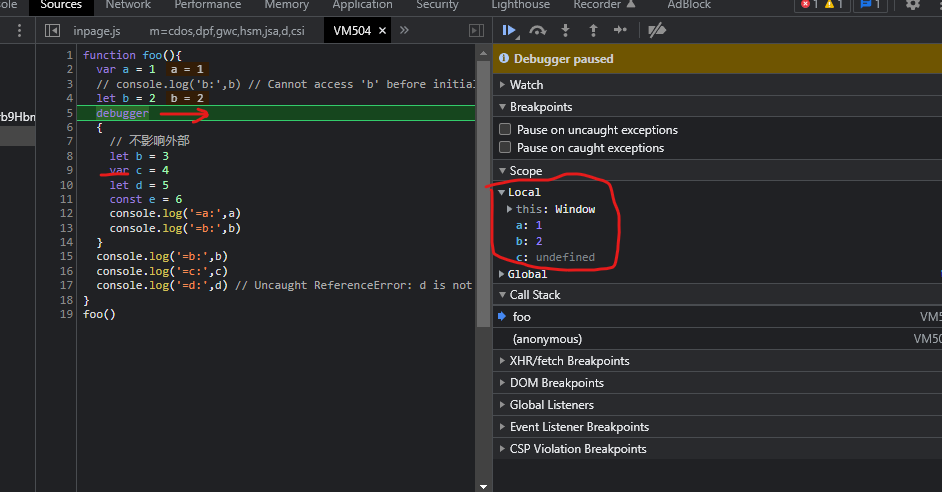 Sources Network Performance Memory Application Security Lighthouse Recorder AdBlock 1 1 1
inpage.js m=cdos,dpf,gwc,hsm,jsa,d,csi VM504 × »
Debugger paused
Watch
Breakpoints
Pause on uncaught exceptions
Pause on caught exceptions
Scope
Local
this: Window
a: 1
b: 2
c: undefined
Global
Call Stack
foo
(anonymous)
XHR/fetch Breakpoints
DOM Breakpoints
Global Listeners
Event Listener Breakpoints
CSP Violation Breakpoints
1 function foo(){
2 var a = 1 a = 1
3 // console.log('b:',b) // Cannot access 'b' before
4 let b = 2 b = 2
5 debugger
6 {
7 // 不影响外部
8 let b = 3
9 var c = 4
10 let d = 5
11 const e = 6
12 console.log('=a:',a)
13 console.log('=b:',b)
14 }
15 console.log('=b:',b)
16 console.log('=c:',c)
17 console.log('=d:',d) // Uncaught ReferenceError: d is not
18 }
19 foo()